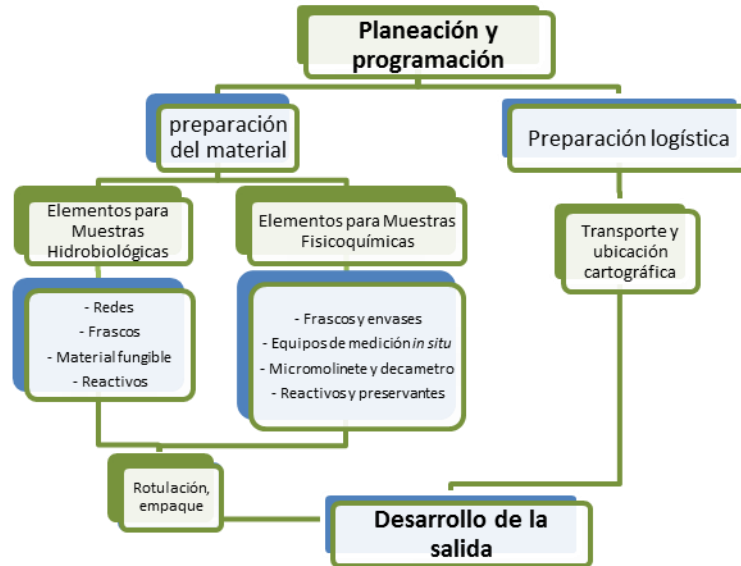 Planeación y
programación
preparación
del material
Preparación logística
Elementos para
Muestras
Hidrobiológicas
Elementos para Muestras
Fisicoquímicas
Transporte y
ubicación
cartográfica
- Redes
- Frascos
- Material fungible
- Reactivos
- Frascos y envases
- Equipos de medición in situ
- Micromolinete y decametro
- Reactivos y preservantes
Rotulación,
empaque
Desarrollo de la
salida